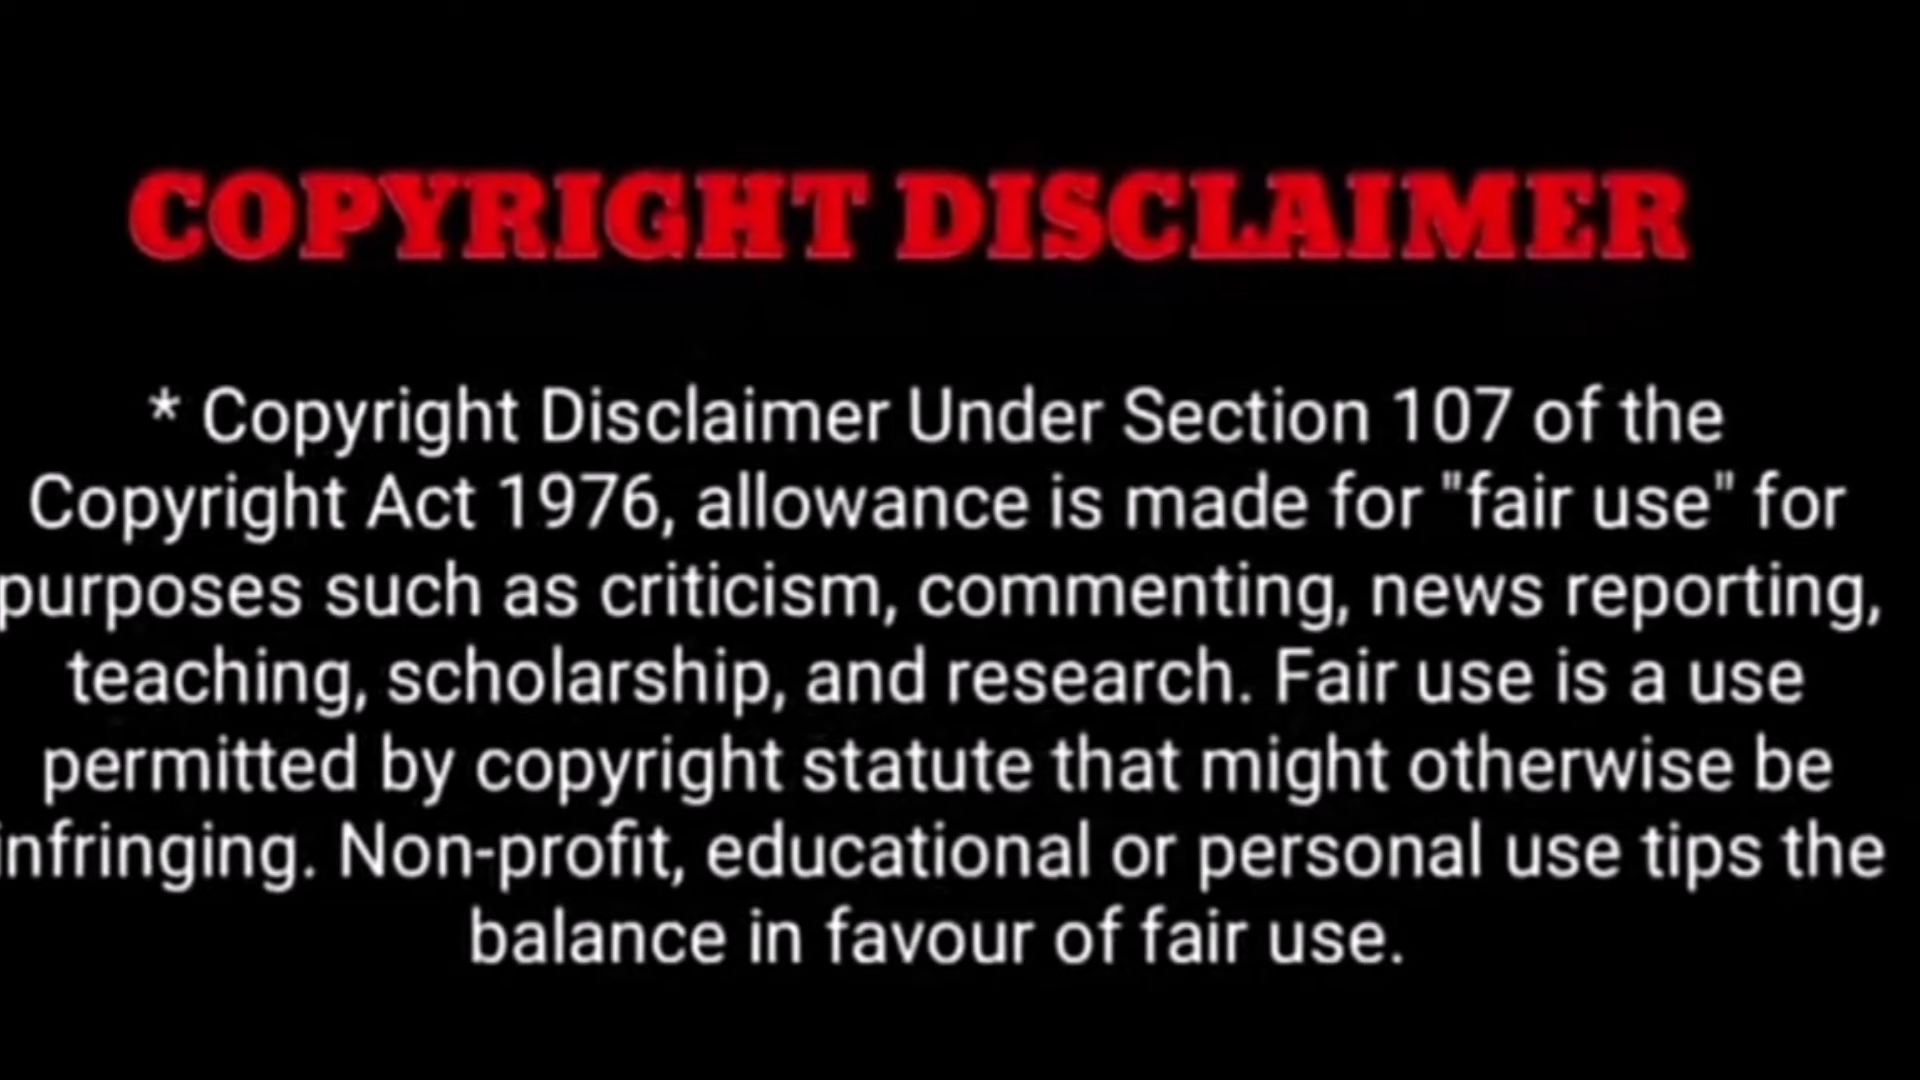 COPYRIGHT DISCLAIMER
* Copyright Disclaimer Under Section 107 of the
Copyright Act 1976, allowance is made for "fair use" for
purposes such as criticism, commenting, news reporting,
teaching, scholarship, and research. Fair use is a use
permitted by copyright statute that might otherwise be
infringing. Non-profit, educational or personal use tips the
balance in favour of fair use.